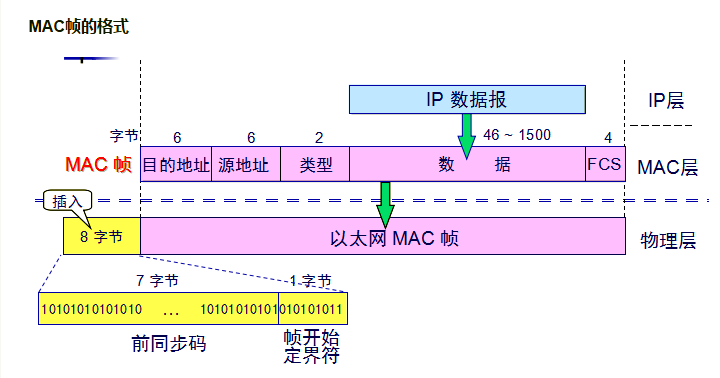 MAC帧的格式
IP 数据报
IP层
字节
6
6
2
46 ~ 1500
4
MAC 帧
目的地址
源地址
类型
数 据
FCS
MAC层
插入
8 字节
以太网 MAC 帧
物理层
7 字节
1 字节
10101010101010 … 10101010101010101011
前同步码
帧开始
定界符